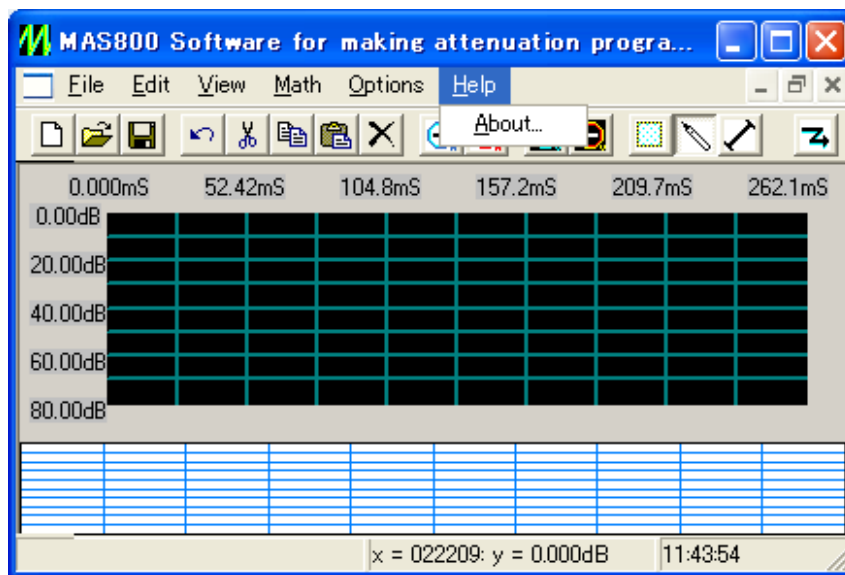 MAS800 Software for making attenuation progra...
File Edit View Math Options Help
About...
0.000mS 52.42mS 104.8mS 157.2mS 209.7mS 262.1mS
0.00dB
20.00dB
40.00dB
60.00dB
80.00dB
x = 022209: y = 0.000dB 11:43:54